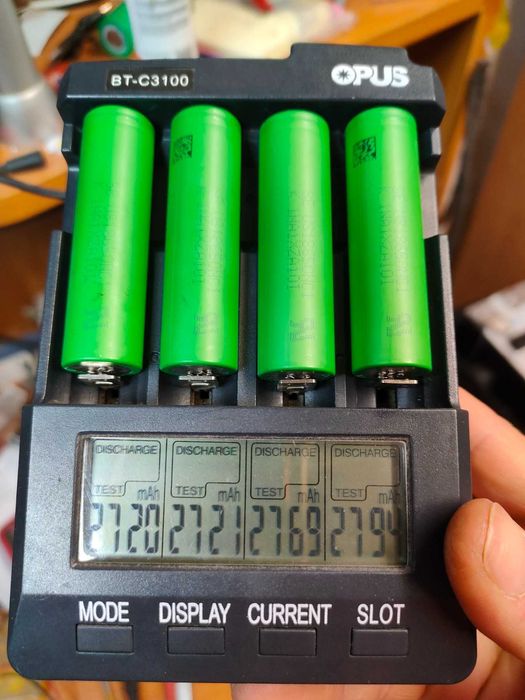 BT-C3100
OPUS
DISCHARGE DISCHARGE DISCHARGE DISCHARGE
TEST mAh TEST mAh TEST mAh TEST mAh
2720 2721 2769 2794
MODE DISPLAY CURRENT SLOT